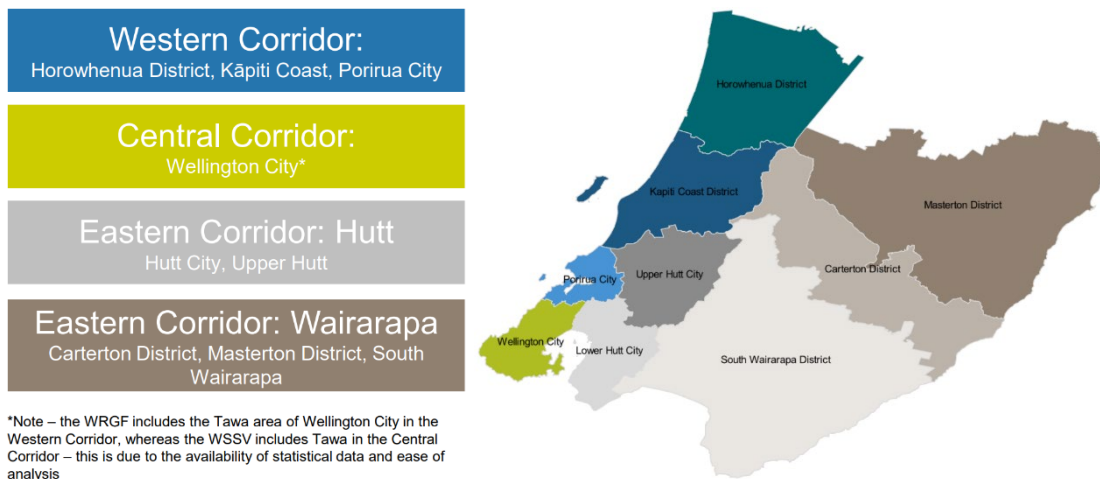 Western Corridor:
Horowhenua District, Kāpiti Coast, Porirua City
Central Corridor:
Wellington City*
Eastern Corridor: Hutt
Hutt City, Upper Hutt
Eastern Corridor: Wairarapa
Carterton District, Masterton District, South
Wairarapa
*Note – the WRGF includes the Tawa area of Wellington City in the
Western Corridor, whereas the WSSV includes Tawa in the Central
Corridor – this is due to the availability of statistical data and ease of
analysis
Horowhenua District
Kapiti Coast District
Masterton District
Carterton District
Upper Hutt City
Porirua City
Wellington City
Lower Hutt City
South Wairarapa District